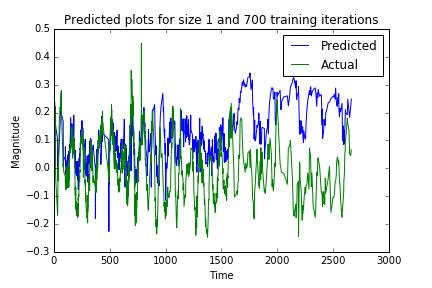 Predicted plots for size 1 and 700 training iterations
Predicted
Actual
Magnitude
0.5
0.4
0.3
0.2
0.1
0.0
−0.1
−0.2
−0.3
0 500 1000 1500 2000 2500 3000
Time